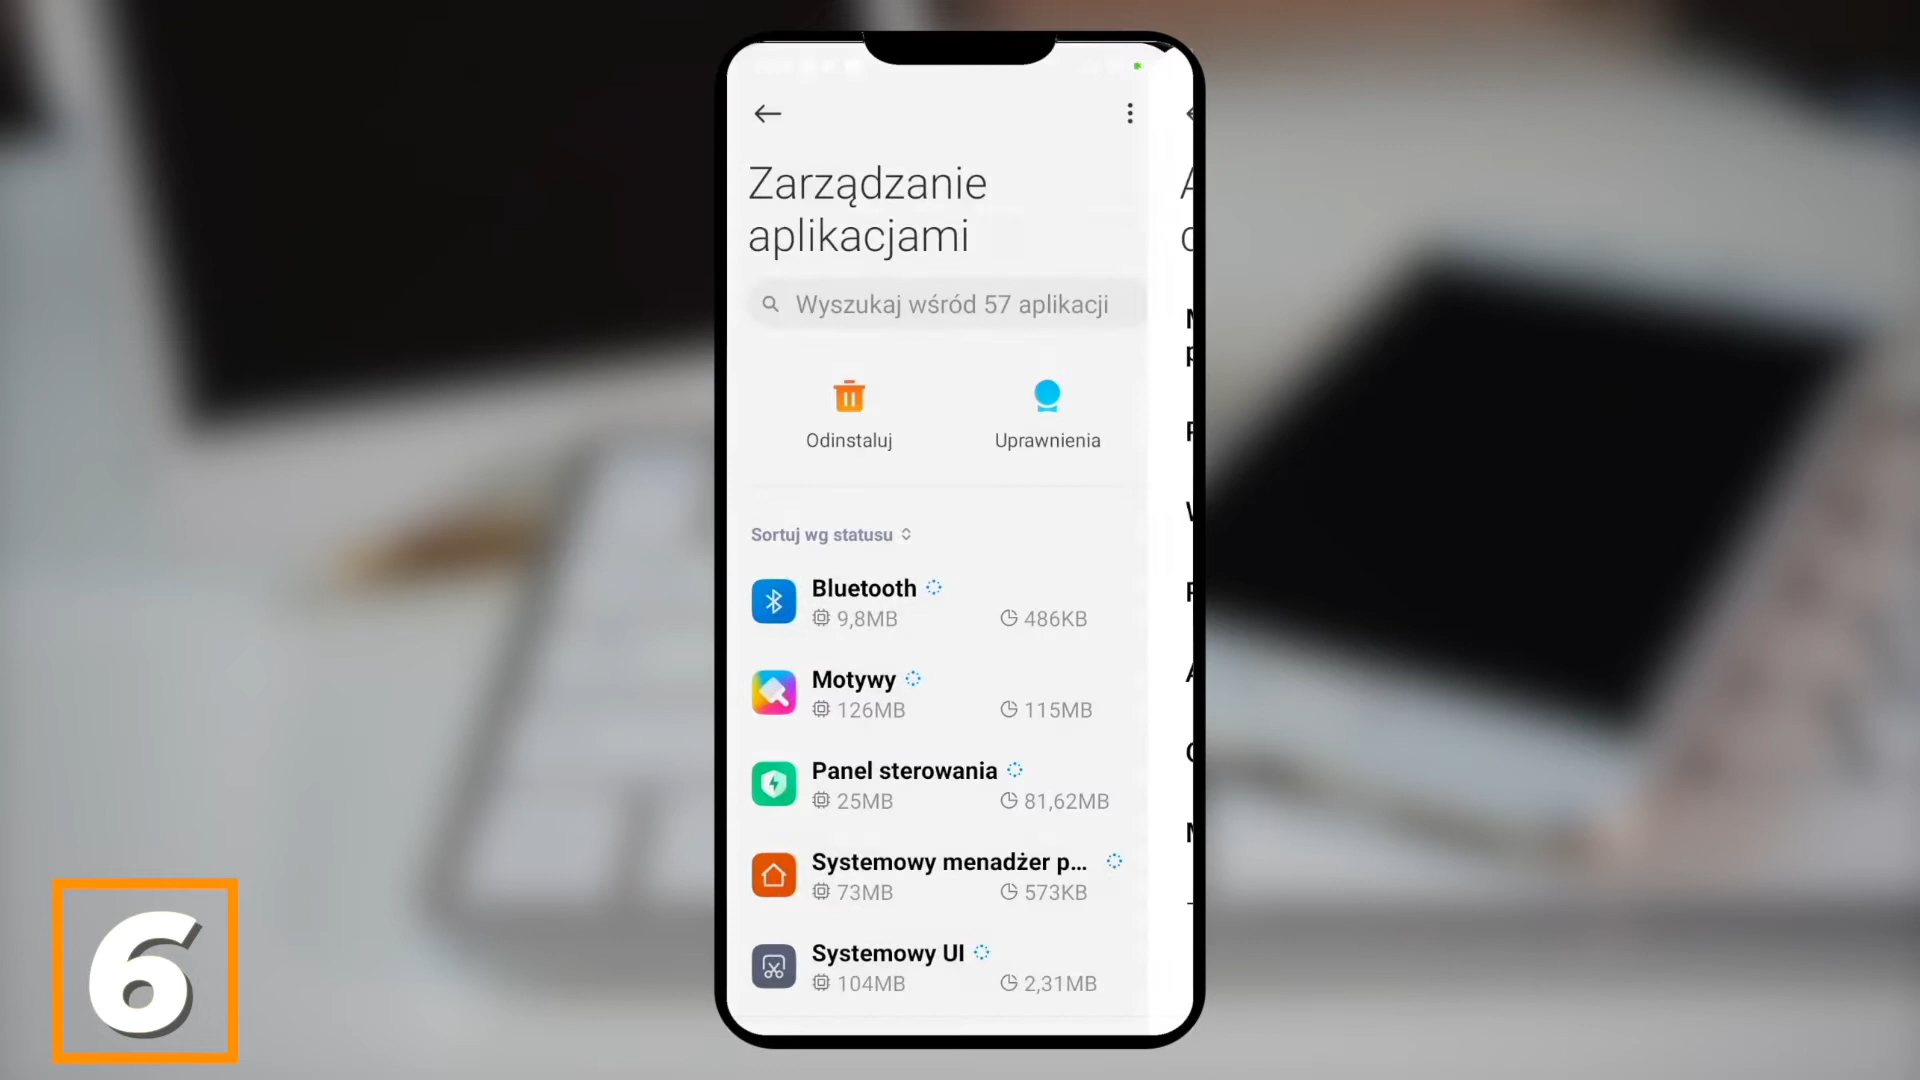 Zarządzanie
aplikacjami
Wyszukaj wśród 57 aplikacji
Odinstaluj
Uprawnienia
Sortuj wg statusu
Bluetooth
9,8MB
486KB
Motywy
126MB
115MB
Panel sterowania
25MB
81,62MB
Systemowy menadżer p...
73MB
573KB
Systemowy UI
104MB
2,31MB
6